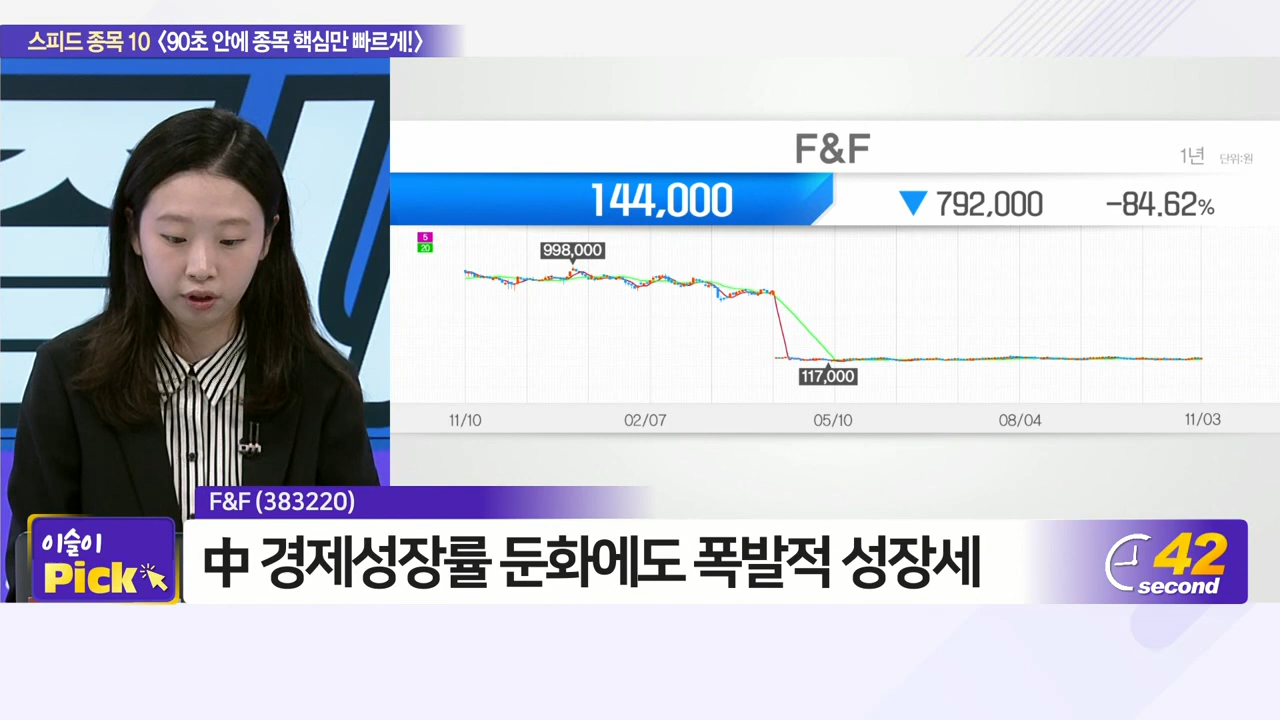 스피드 종목 10 〈90초 안에 종목 핵심만 빠르게!〉
F&F
1년 단위:원
144,000 ▼ 792,000 -84.62%
5
20
998,000
117,000
11/10 02/07 05/10 08/04 11/03
F&F (383220)
이슬이
Pick
中 경제성장률 둔화에도 폭발적 성장세
42
second